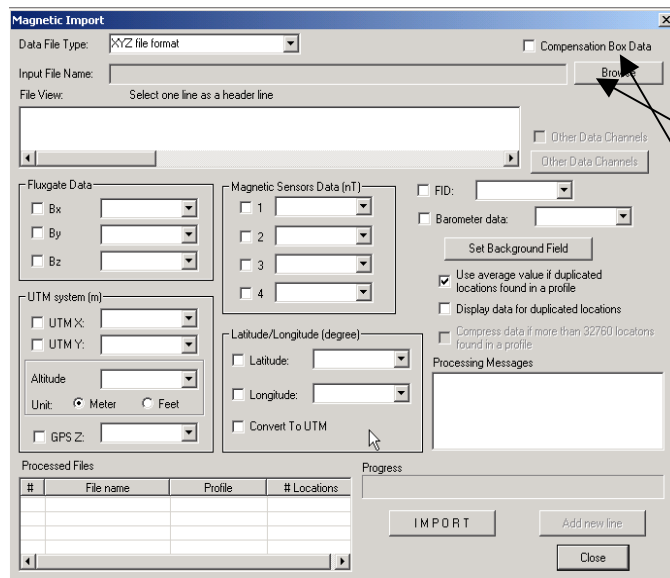 Magnetic Import
Data File Type: XYZ file format
Compensation Box Data
Input File Name: Browse
File View: Select one line as a header line
Other Data Channels
Other Data Channels
Fluxgate Data
Bx
By
Bz
Magnetic Sensors Data (nT)
1
2
3
4
FID:
Barometer data:
Set Background Field
Use average value if duplicated
locations found in a profile
Display data for duplicated locations
Compress data if more than 32760 locatons
found in a profile
UTM system (m)
UTM X:
UTM Y:
Altitude
Unit: Meter Feet
GPS Z:
Latitude/Longitude (degree)
Latitude:
Longitude:
Convert To UTM
Processing Messages
Processed Files
# File name Profile # Locations
Progress
IMPORT
Add new line
Close